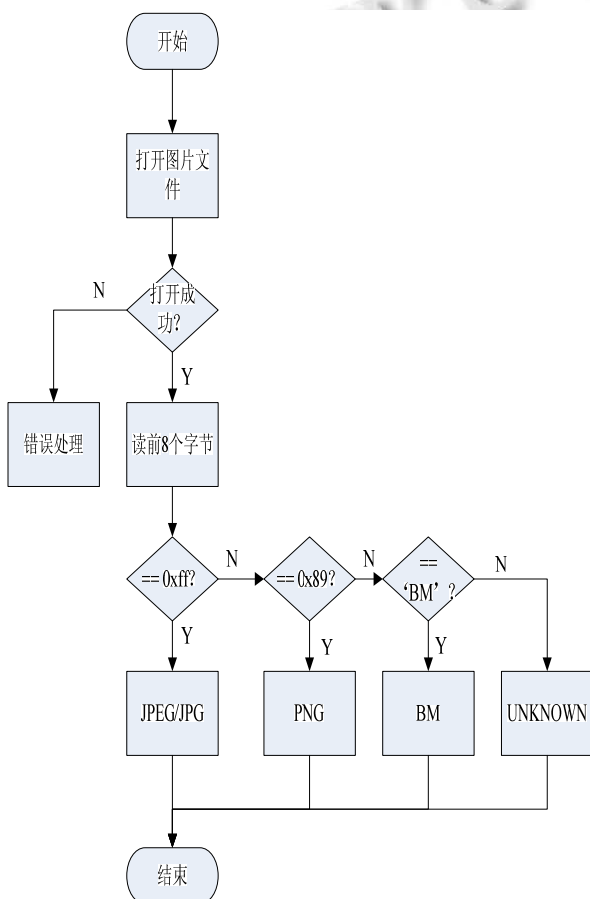 开始
打开图片文
件
打开成
功?
N
Y
错误处理
读前8个字节
== 0xff?
N
== 0x89?
N
==
‘BM’?
N
Y
Y
Y
JPEG/JPG
PNG
BM
UNKNOWN
结束